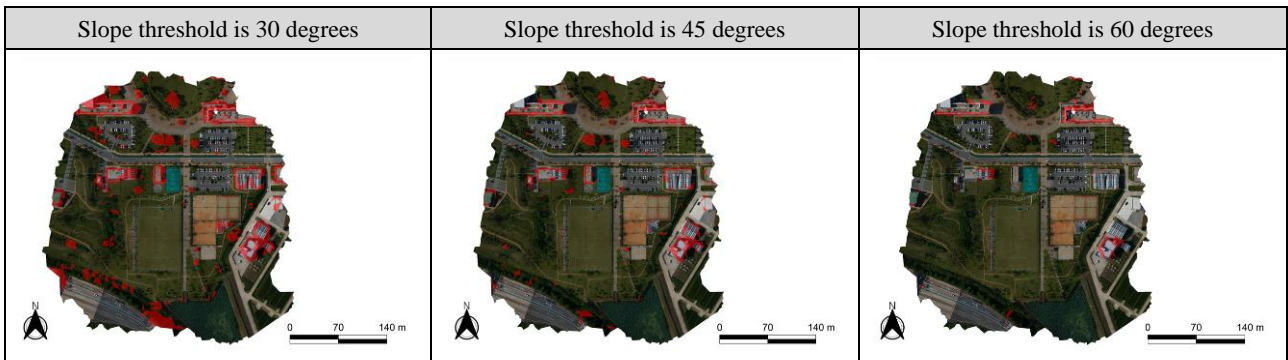 Slope threshold is 30 degrees
Slope threshold is 45 degrees
Slope threshold is 60 degrees
N
0 70 140 m
N
0 70 140 m
N
0 70 140 m